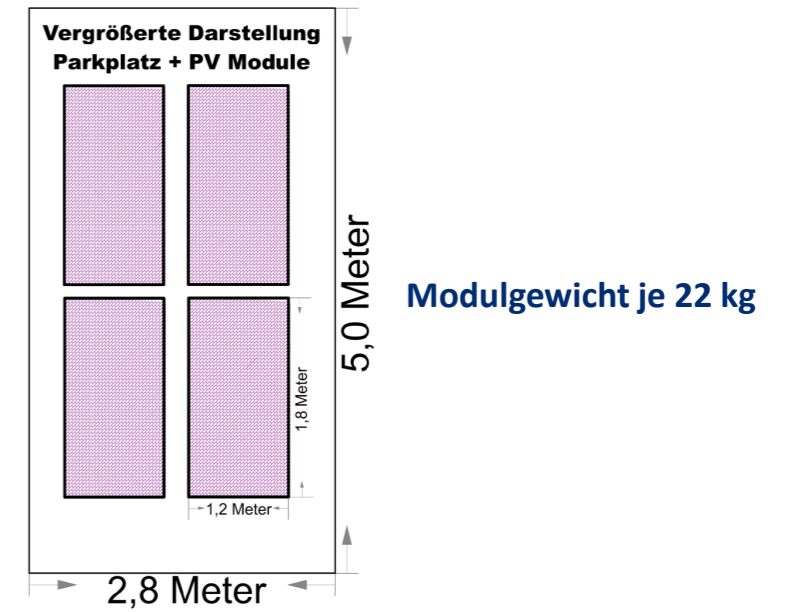 Vergrößerte Darstellung
Parkplatz + PV Module
5,0 Meter
Modulgewicht je 22 kg
1,8 Meter
1,2 Meter
2,8 Meter